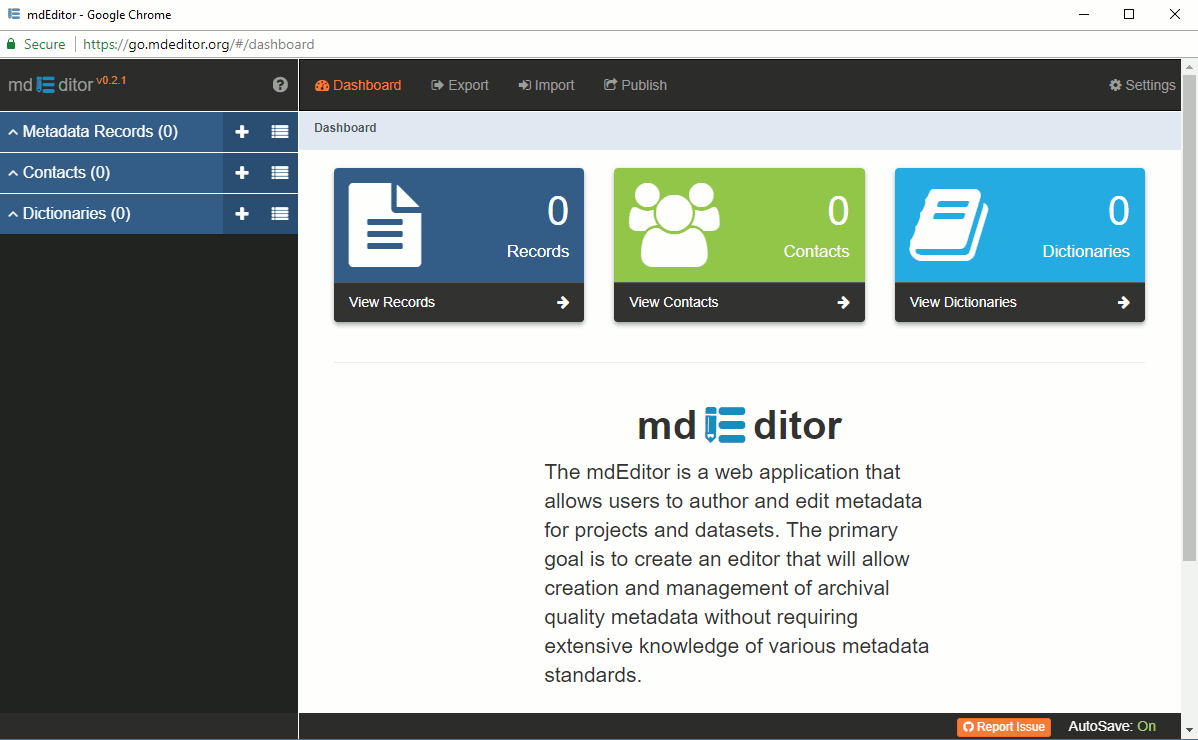 mdEditor - Google Chrome
Secure https://go.mdeditor.org/#/dashboard
md ditor v0.2.1
Dashboard Export Import Publish Settings
Metadata Records (0)
Contacts (0)
Dictionaries (0)
Dashboard
0
Records
View Records
0
Contacts
View Contacts
0
Dictionaries
View Dictionaries
md ditor
The mdEditor is a web application that
allows users to author and edit metadata
for projects and datasets. The primary
goal is to create an editor that will allow
creation and management of archival
quality metadata without requiring
extensive knowledge of various metadata
standards.
Report Issue AutoSave: On